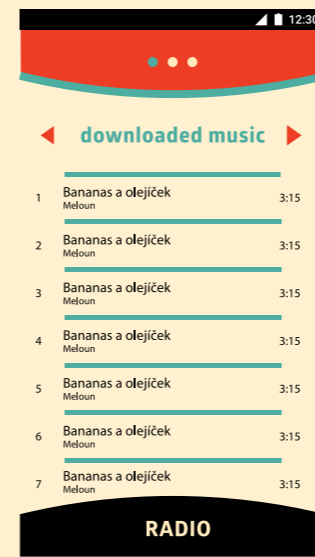 12:30
downloaded music
1 Bananas a olejíček 3:15
Meloun
2 Bananas a olejíček 3:15
Meloun
3 Bananas a olejíček 3:15
Meloun
4 Bananas a olejíček 3:15
Meloun
5 Bananas a olejíček 3:15
Meloun
6 Bananas a olejíček 3:15
Meloun
7 Bananas a olejíček 3:15
Meloun
RADIO